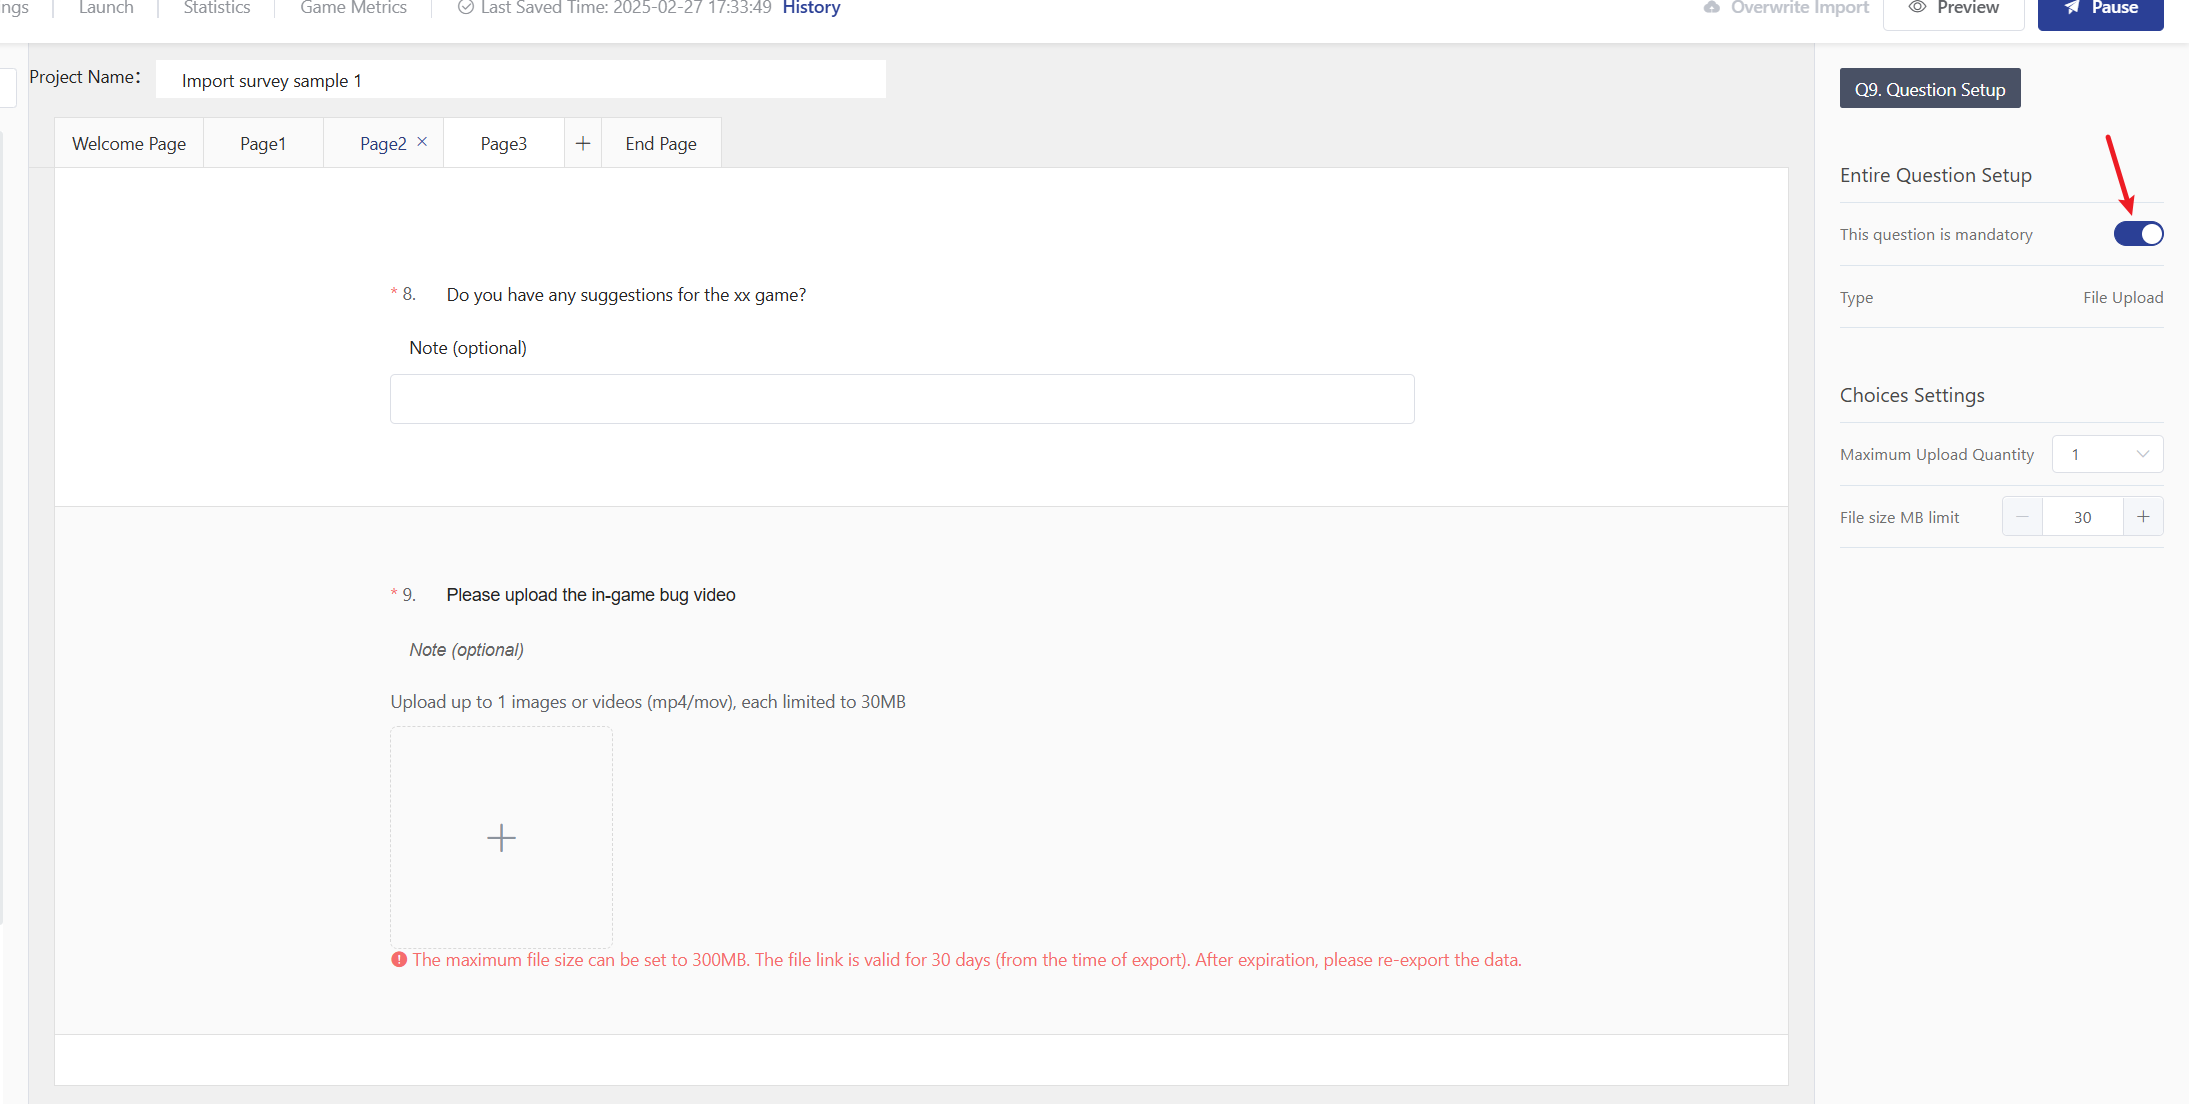 ngs Launch Statistics Game Metrics Last Saved Time: 2025-02-27 17:33:49 History Overwrite Import Preview Pause
Project Name： Import survey sample 1
Welcome Page Page1 Page2 × Page3 + End Page
* 8. Do you have any suggestions for the xx game?
Note (optional)
* 9. Please upload the in-game bug video
Note (optional)
Upload up to 1 images or videos (mp4/mov), each limited to 30MB
The maximum file size can be set to 300MB. The file link is valid for 30 days (from the time of export). After expiration, please re-export the data.
Q9. Question Setup
Entire Question Setup
This question is mandatory
Type File Upload
Choices Settings
Maximum Upload Quantity 1
File size MB limit − 30 +